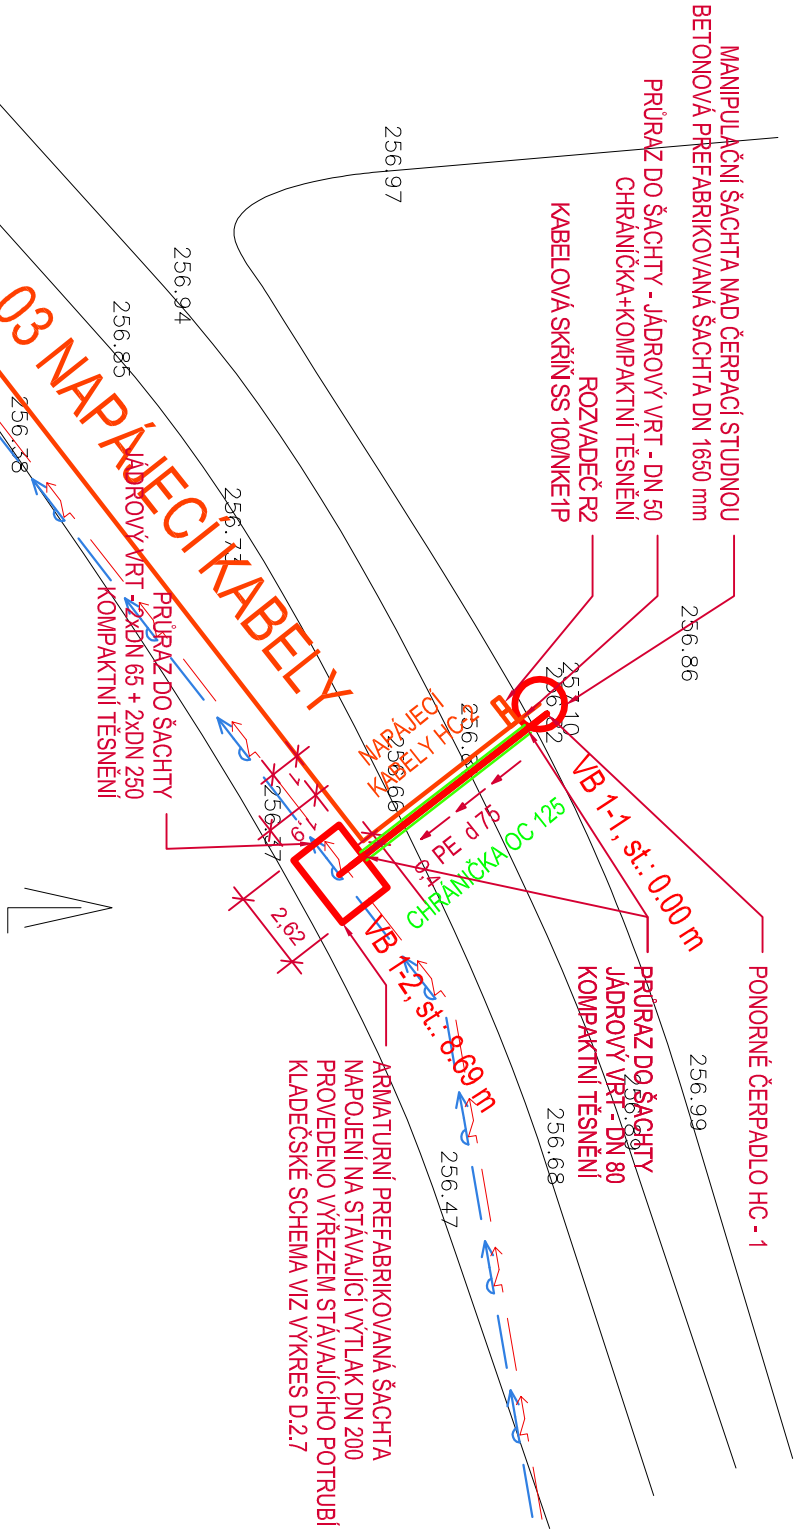 MANIPULAČNÍ ŠACHTA NAD ČERPACÍ STUDNOU
BETONOVÁ PREFABRIKOVANÁ ŠACHTA DN 1650 mm
PRŮRAZ DO ŠACHTY - JÁDROVÝ VRT - DN 50
CHRÁNIČKA+KOMPAKTNÍ TĚSNĚNÍ
ROZVADEČ R2
KABELOVÁ SKŘÍŇ SS 100/NKE1P
256.97
256.94
256.85
256.38
03 NAPÁJECÍ KABELY
PRŮRAZ DO ŠACHTY
JÁDROVÝ VRT -2xDN 65 + 2xDN 250
KOMPAKTNÍ TĚSNĚNÍ
256.86
257.10
NAPÁJECÍ
KABELY HC-1
256.66
PE d 75
CHRÁNIČKA OC 125
VB 1-1, st.: 0.00 m
2,62
VB 1-2, st.: 8.69 m
PONORNÉ ČERPADLO HC - 1
PRŮRAZ DO ŠACHTY
JÁDROVÝ VRT - DN 80
KOMPAKTNÍ TĚSNĚNÍ
256.99
256.89
256.68
256.47
ARMATURNÍ PREFABRIKOVANÁ ŠACHTA
NAPOJENÍ NA STÁVAJÍCÍ VÝTLAK DN 200
PROVEDENO VÝŘEZEM STÁVAJÍCÍHO POTRUBÍ
KLADEČSKÉ SCHEMA VIZ VÝKRES D.2.7